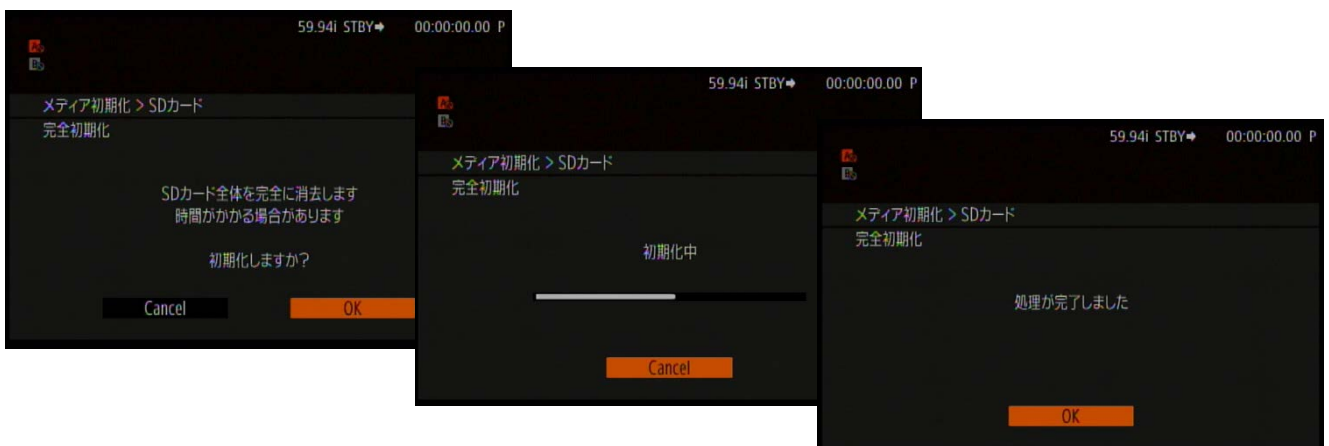 59.94i STBY➡ 00:00:00.00 P
A
B
メディア初期化 > SDカード
完全初期化
SDカード全体を完全に消去します
時間がかかる場合があります
初期化しますか?
Cancel OK
59.94i STBY➡ 00:00:00.00 P
A
B
メディア初期化 > SDカード
完全初期化
初期化中
Cancel
59.94i STBY➡ 00:00:00.00 P
A
B
メディア初期化 > SDカード
完全初期化
処理が完了しました
OK